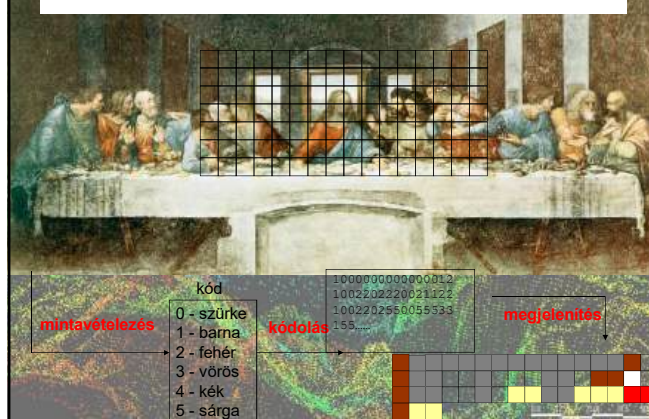 kód
0 - szürke
1 - barna
2 - fehér
3 - vörös
4 - kék
5 - sárga
mintavételezés
kódolás
1000000000000012
1002202220021122
1002202550055533
155.....
megjelenítés